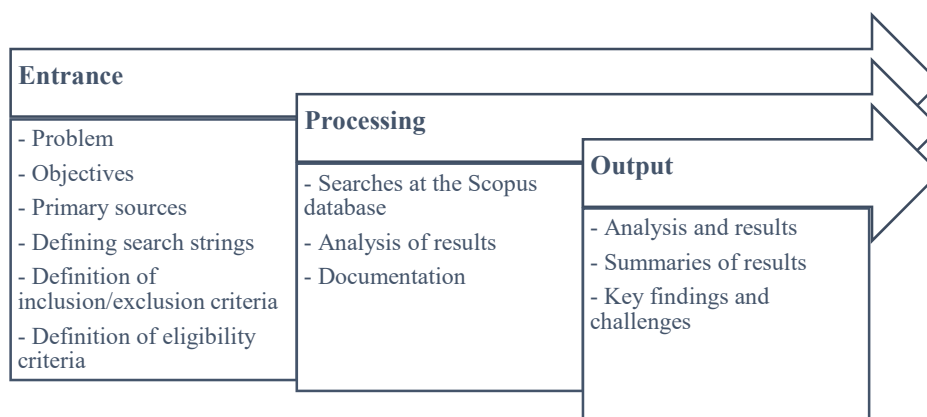 Entrance
- Problem
- Objectives
- Primary sources
- Defining search strings
- Definition of
inclusion/exclusion criteria
- Definition of eligibility
criteria
Processing
- Searches at the Scopus
database
- Analysis of results
- Documentation
Output
- Analysis and results
- Summaries of results
- Key findings and
challenges